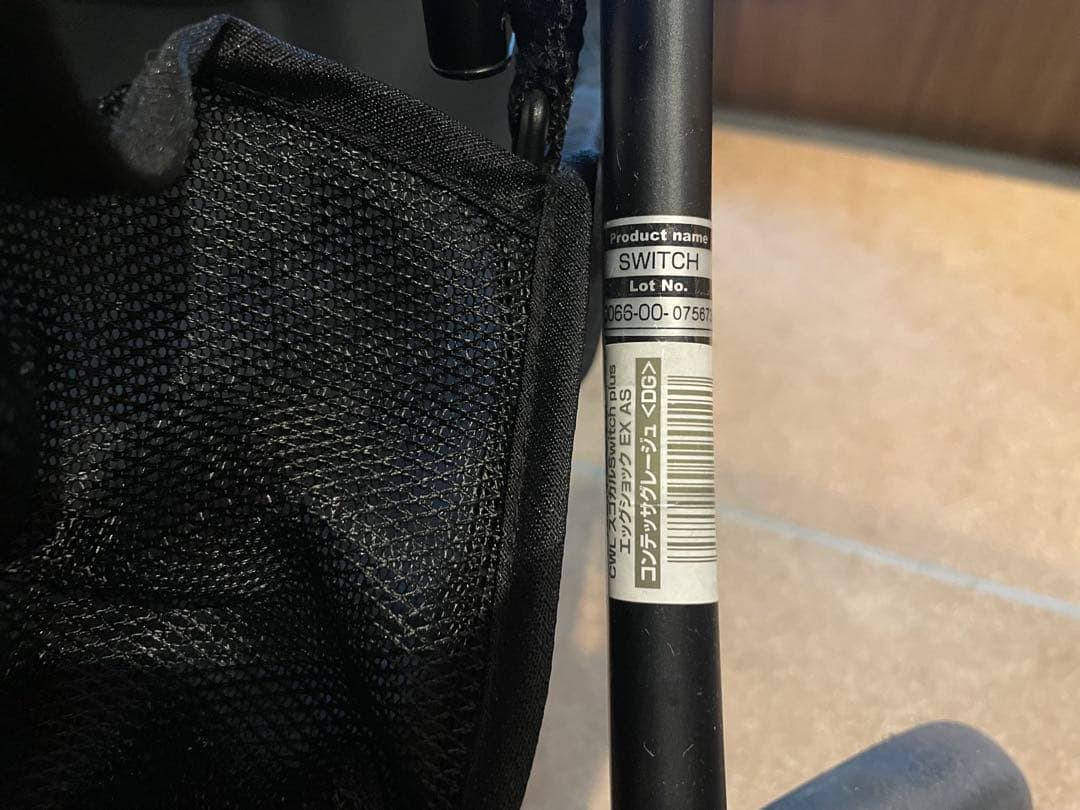 Product name
SWITCH
Lot No.
066-00-07567
CWL スゴカルSwitch plus
エッグショック EX AS
コンテッサグレージュ <DG>